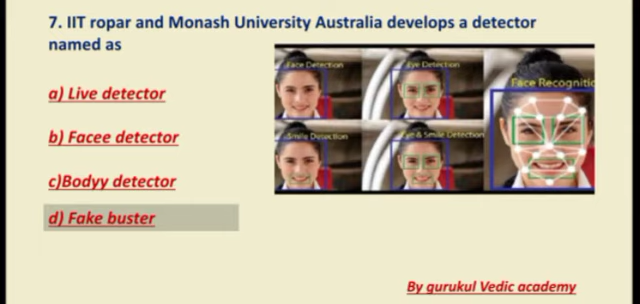 7. IIT ropar and Monash University Australia develops a detector
named as
a) Live detector
b) Facee detector
c)Bodyy detector
d) Fake buster
Face Detection
Eye Detection
Smile Detection
Eye & Smile Detection
Face Recognitic
By gurukul Vedic academy